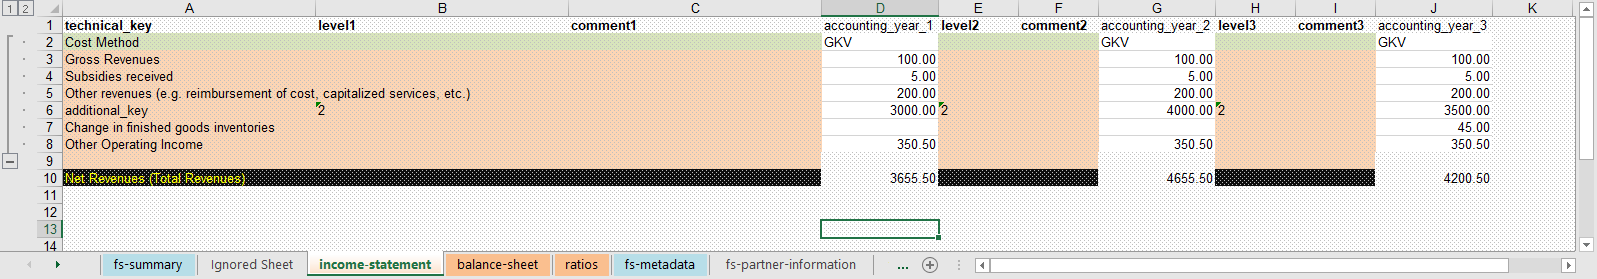 1 2 A B C D E F G H I J K
1 technical_key level1 comment1 accounting_year_1 level2 comment2 accounting_year_2 level3 comment3 accounting_year_3
2 Cost Method GKV GKV GKV
3 Gross Revenues 100.00 100.00 100.00
4 Subsidies received 5.00 5.00 5.00
5 Other revenues (e.g. reimbursement of cost, capitalized services, etc.) 200.00 200.00 200.00
6 additional_key 2 3000.00 2 4000.00 2 3500.00
7 Change in finished goods inventories 45.00
8 Other Operating Income 350.50 350.50 350.50
9
10 Net Revenues (Total Revenues) 3655.50 4655.50 4200.50
11
12
13
14
fs-summary Ignored Sheet income-statement balance-sheet ratios fs-metadata fs-partner-information ...